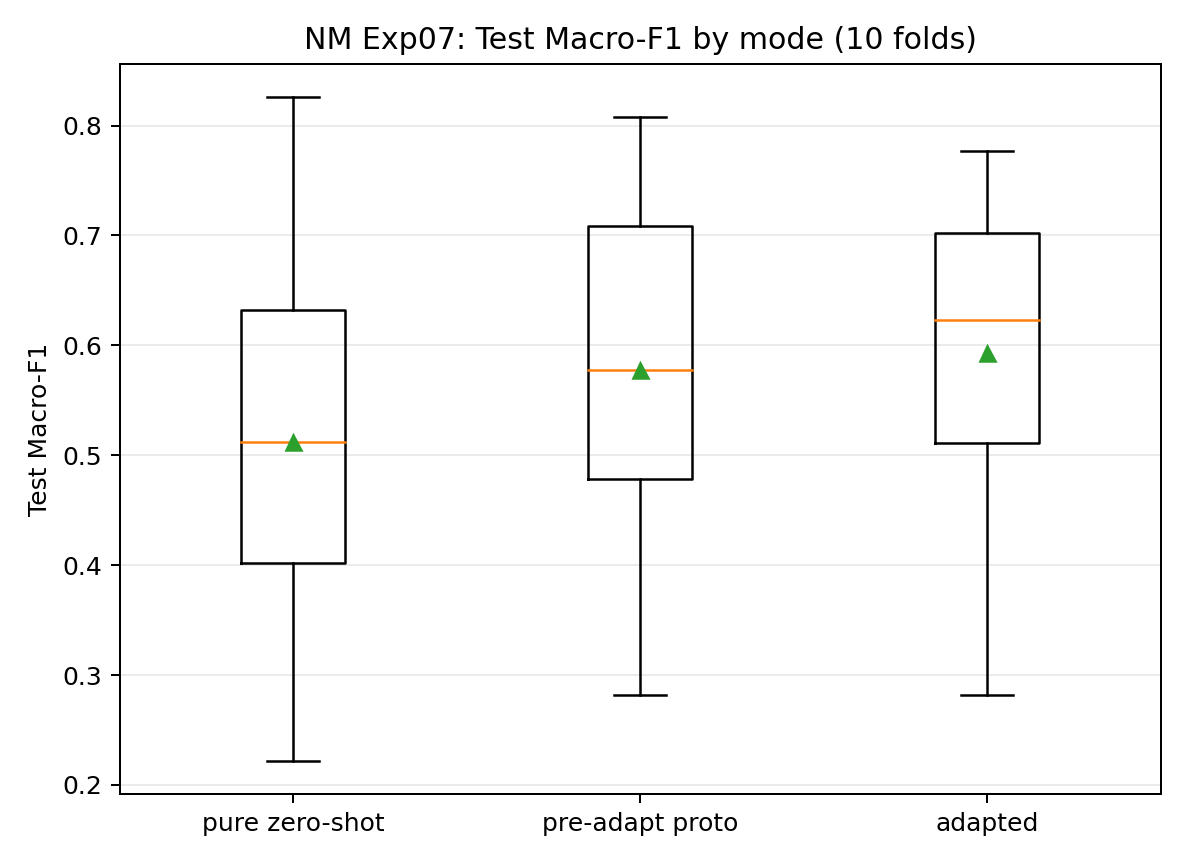 NM Exp07: Test Macro-F1 by mode (10 folds)
Test Macro-F1
0.8
0.7
0.6
0.5
0.4
0.3
0.2
pure zero-shot
pre-adapt proto
adapted